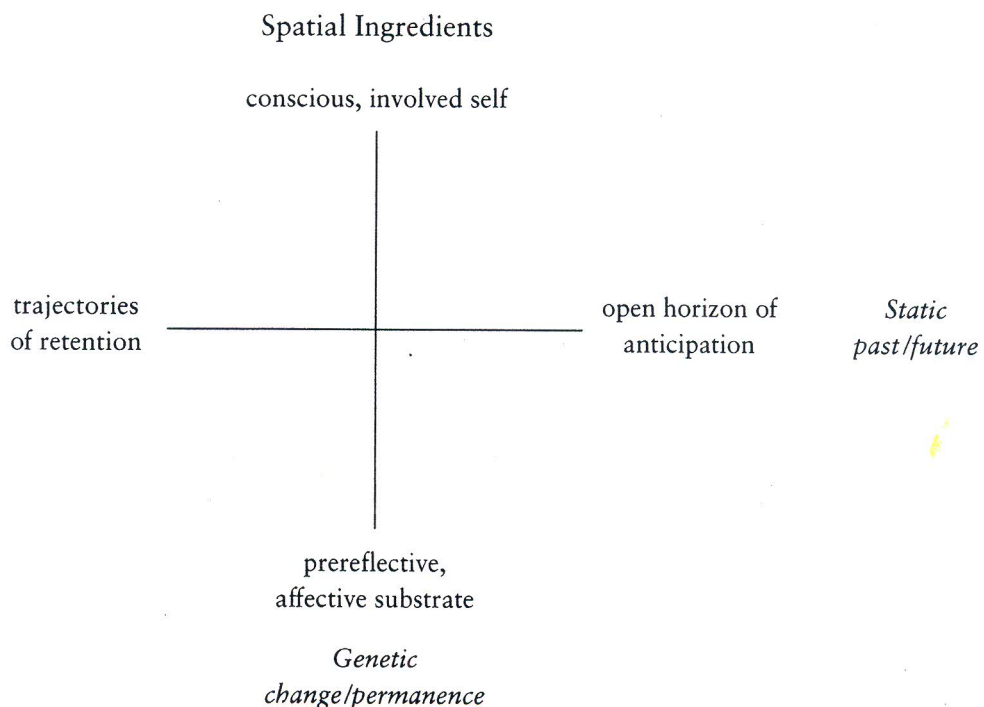 Spatial Ingredients
conscious, involved self
trajectories
of retention
open horizon of
anticipation
Static
past/future
prereflective,
affective substrate
Genetic
change/permanence